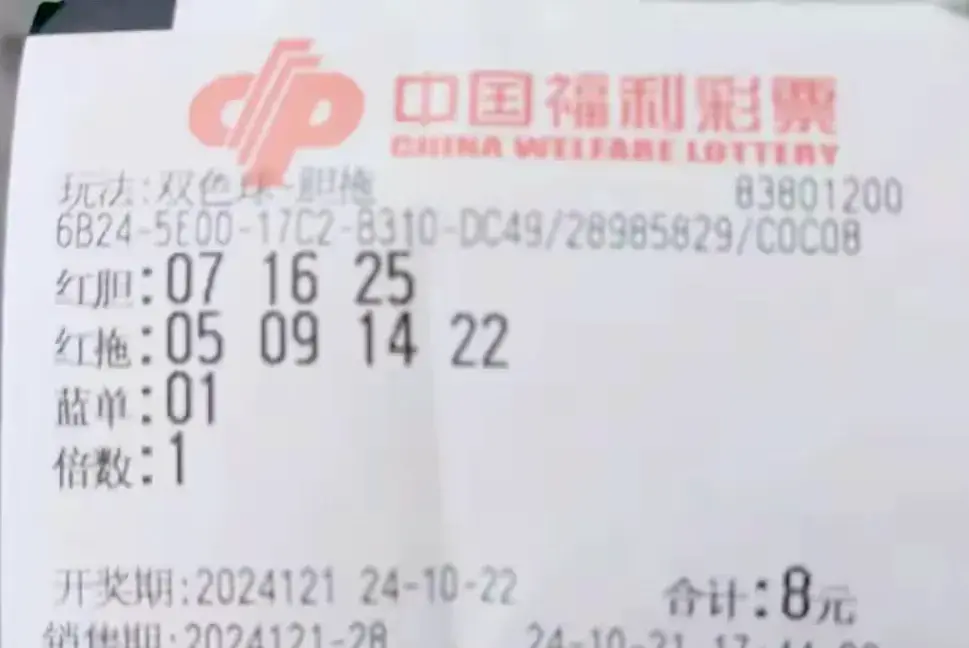 中国福利彩票
CHINA WELFARE LOTTERY
玩法:双色球-胆拖 83801200
6B24-5E00-17C2-B310-DC49/28985829/C0C08
红胆:07 16 25
红拖:05 09 14 22
蓝单:01
倍数:1
开奖期:2024121 24-10-22 合计:8元
销售期:2024121-28 24-10-21